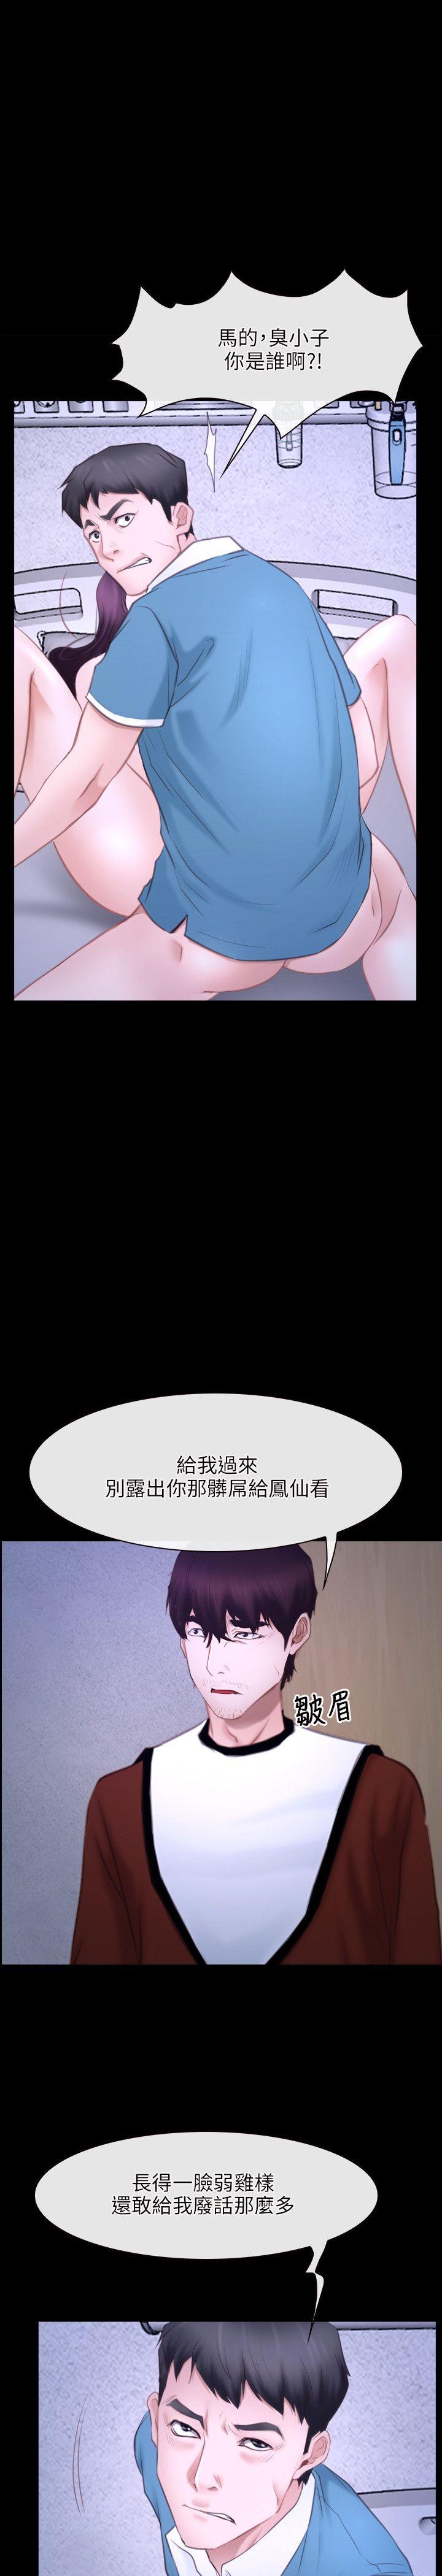 馬的,臭小子
你是誰啊?!
給我過來
別露出你那髒屌給鳳仙看
皺眉
長得一臉弱雞樣
還敢給我廢話那麼多